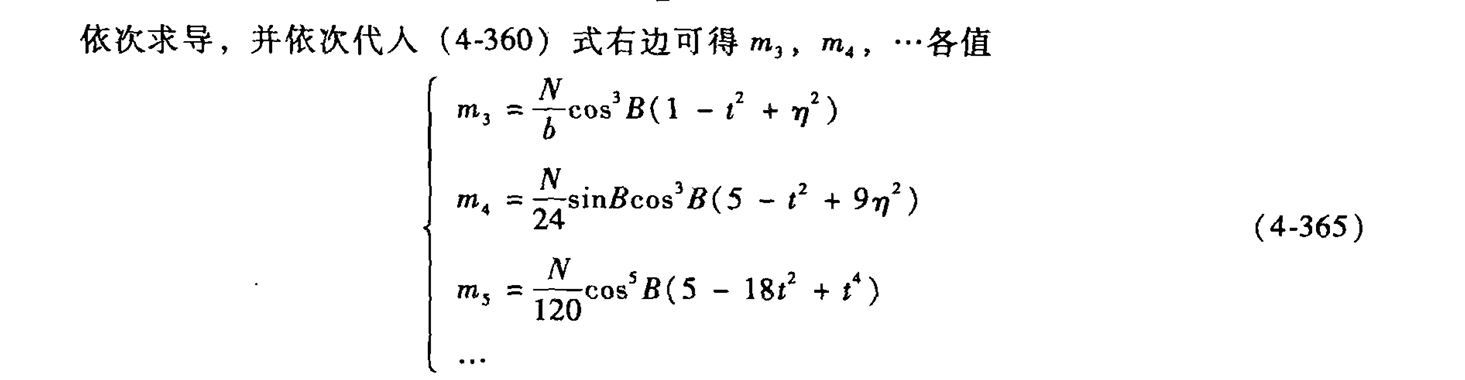 依次求导，并依次代入（4-360）式右边可得 m₃，m₄，…各值
m₃ = N/b cos³B(1 − t² + η²)
m₄ = N/24 sinBcos³B(5 − t² + 9η²)
(4-365)
m₅ = N/120 cos⁵B(5 − 18t² + t⁴)
…